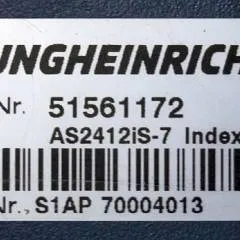 UNGHEINRICH
Nr. 51561172
AS2412iS-7 Index
Nr., S1AP 70004013